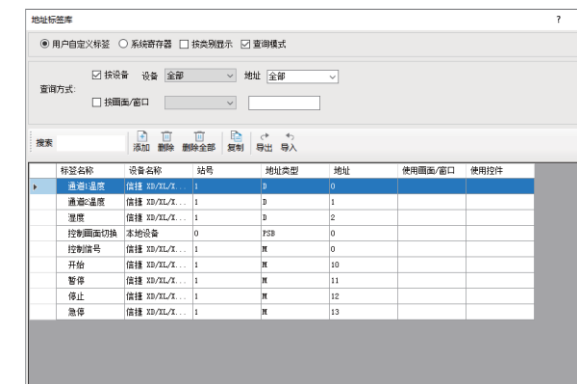 地址标签库 ?
用户自定义标签 系统寄存器 按类别显示 查询模式
查询方式:
按设备 设备 全部 地址 全部
按画面/窗口
搜索 添加 删除 删除全部 复制 导出 导入
标签名称 设备名称 站号 地址类型 地址 使用画面/窗口 使用控件
通道1温度 信捷 XD/XL/X... 1 D 0
通道2温度 信捷 XD/XL/X... 1 D 1
湿度 信捷 XD/XL/X... 1 D 2
控制画面切换 本地设备 0 PSB 0
控制信号 信捷 XD/XL/X... 1 M 0
开始 信捷 XD/XL/X... 1 M 10
暂停 信捷 XD/XL/X... 1 M 11
停止 信捷 XD/XL/X... 1 M 12
急停 信捷 XD/XL/X... 1 M 13